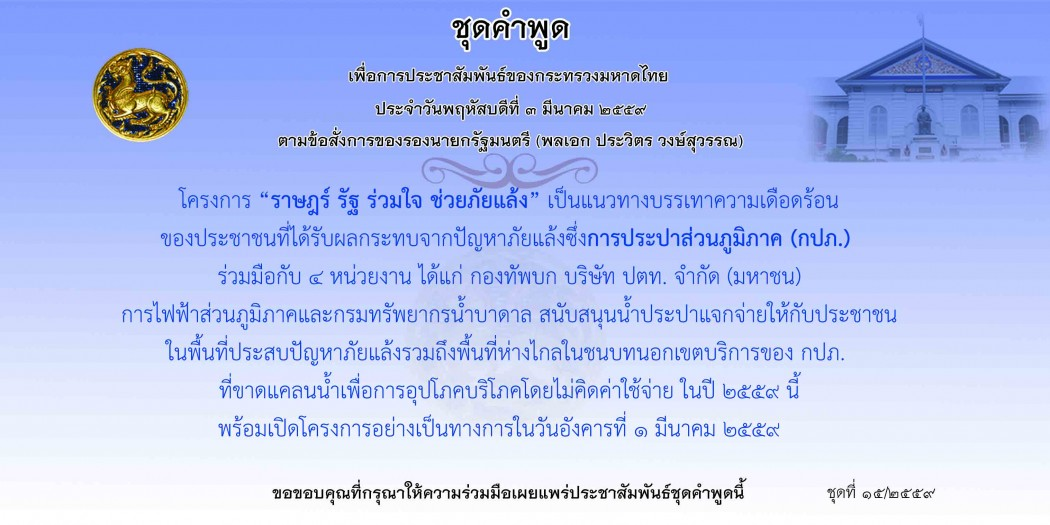 ชุดคำพูด
เพื่อการประชาสัมพันธ์ของกระทรวงมหาดไทย
ประจำวันพฤหัสบดีที่ ๓ มีนาคม ๒๕๕๙
ตามข้อสั่งการของรองนายกรัฐมนตรี (พลเอก ประวิตร วงษ์สุวรรณ)
โครงการ “ราษฎร์ รัฐ ร่วมใจ ช่วยภัยแล้ง” เป็นแนวทางบรรเทาความเดือดร้อน
ของประชาชนที่ได้รับผลกระทบจากปัญหาภัยแล้งซึ่งการประปาส่วนภูมิภาค (กปภ.)
ร่วมมือกับ ๔ หน่วยงาน ได้แก่ กองทัพบก บริษัท ปตท. จำกัด (มหาชน)
การไฟฟ้าส่วนภูมิภาคและกรมทรัพยากรน้ำบาดาล สนับสนุนน้ำประปาแจกจ่ายให้กับประชาชน
ในพื้นที่ประสบปัญหาภัยแล้งรวมถึงพื้นที่ห่างไกลในชนบทนอกเขตบริการของ กปภ.
ที่ขาดแคลนน้ำเพื่อการอุปโภคบริโภคโดยไม่คิดค่าใช้จ่าย ในปี ๒๕๕๙ นี้
พร้อมเปิดโครงการอย่างเป็นทางการในวันอังคารที่ ๑ มีนาคม ๒๕๕๙
ขอขอบคุณที่กรุณาให้ความร่วมมือเผยแพร่ประชาสัมพันธ์ชุดคำพูดนี้
ชุดที่ ๑๕/๒๕๕๙